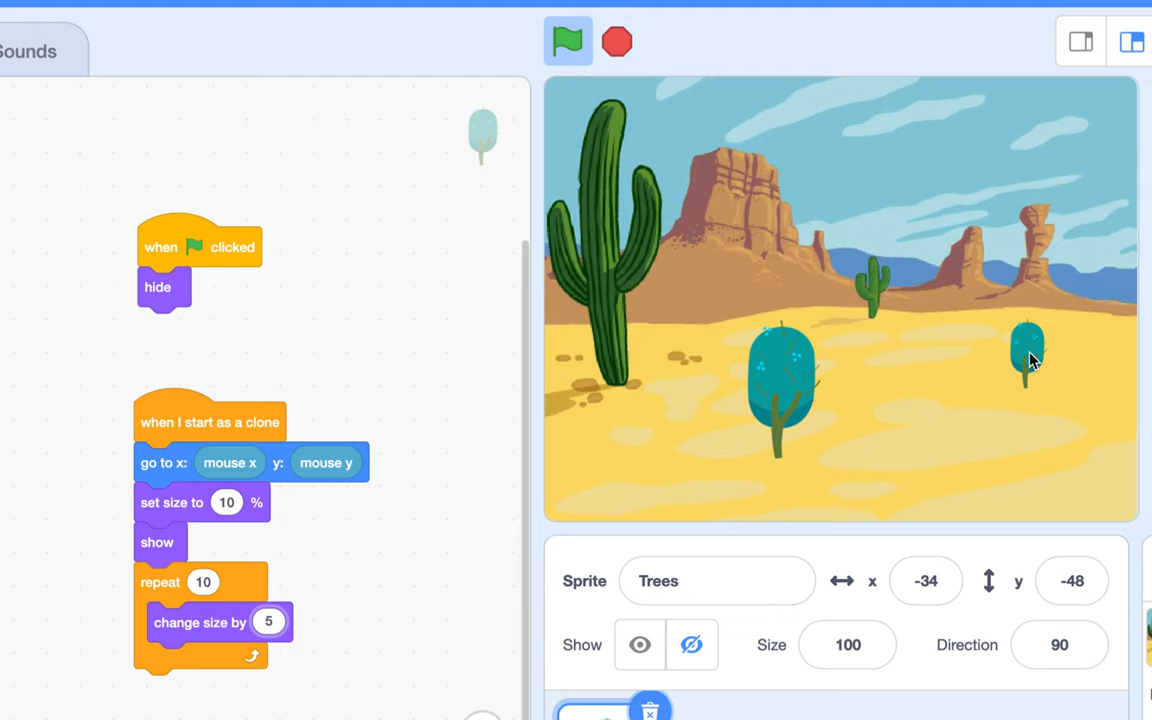 Sounds
when clicked
hide
when I start as a clone
go to x: mouse x y: mouse y
set size to 10 %
show
repeat 10
change size by 5
Sprite Trees x -34 y -48
Show Size 100 Direction 90